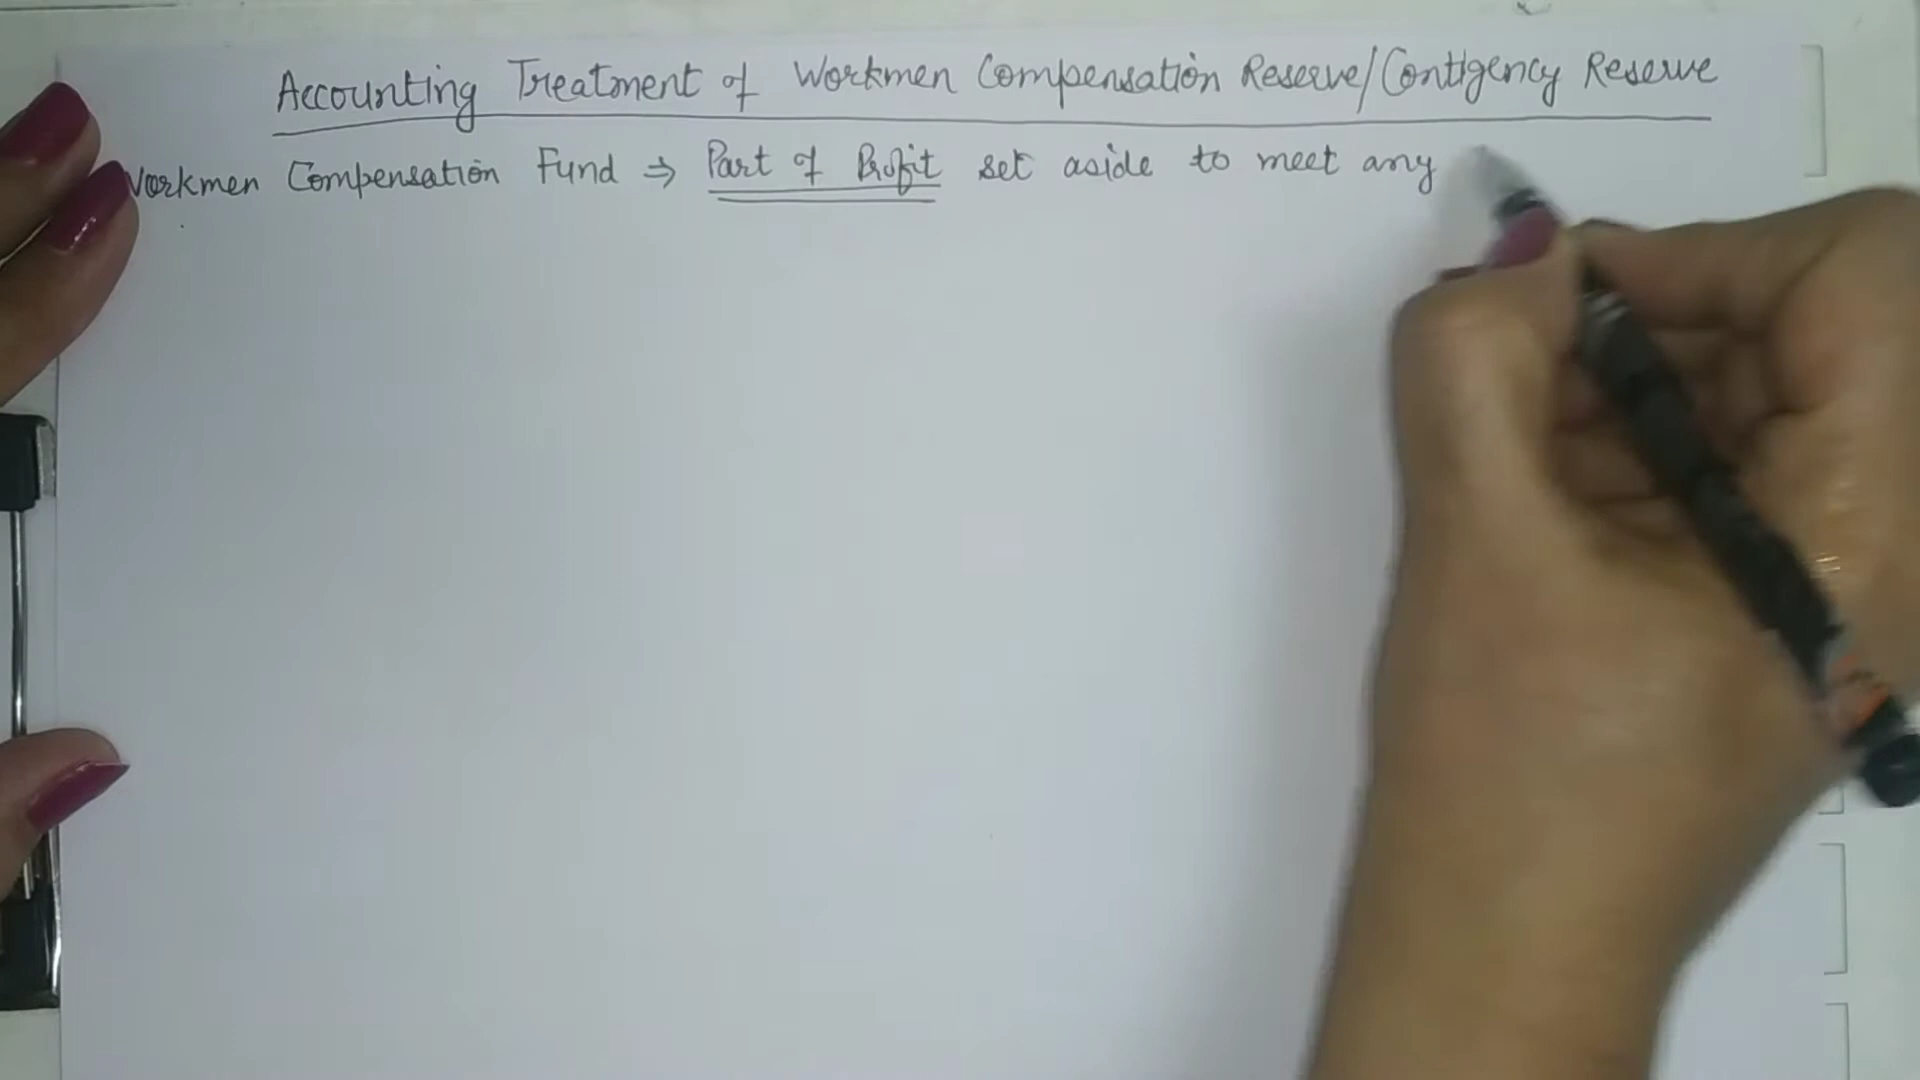 Accounting Treatment of Workmen Compensation Reserve/Contigency Reserve
Workmen Compensation Fund ⇒ Part of Profit set aside to meet any